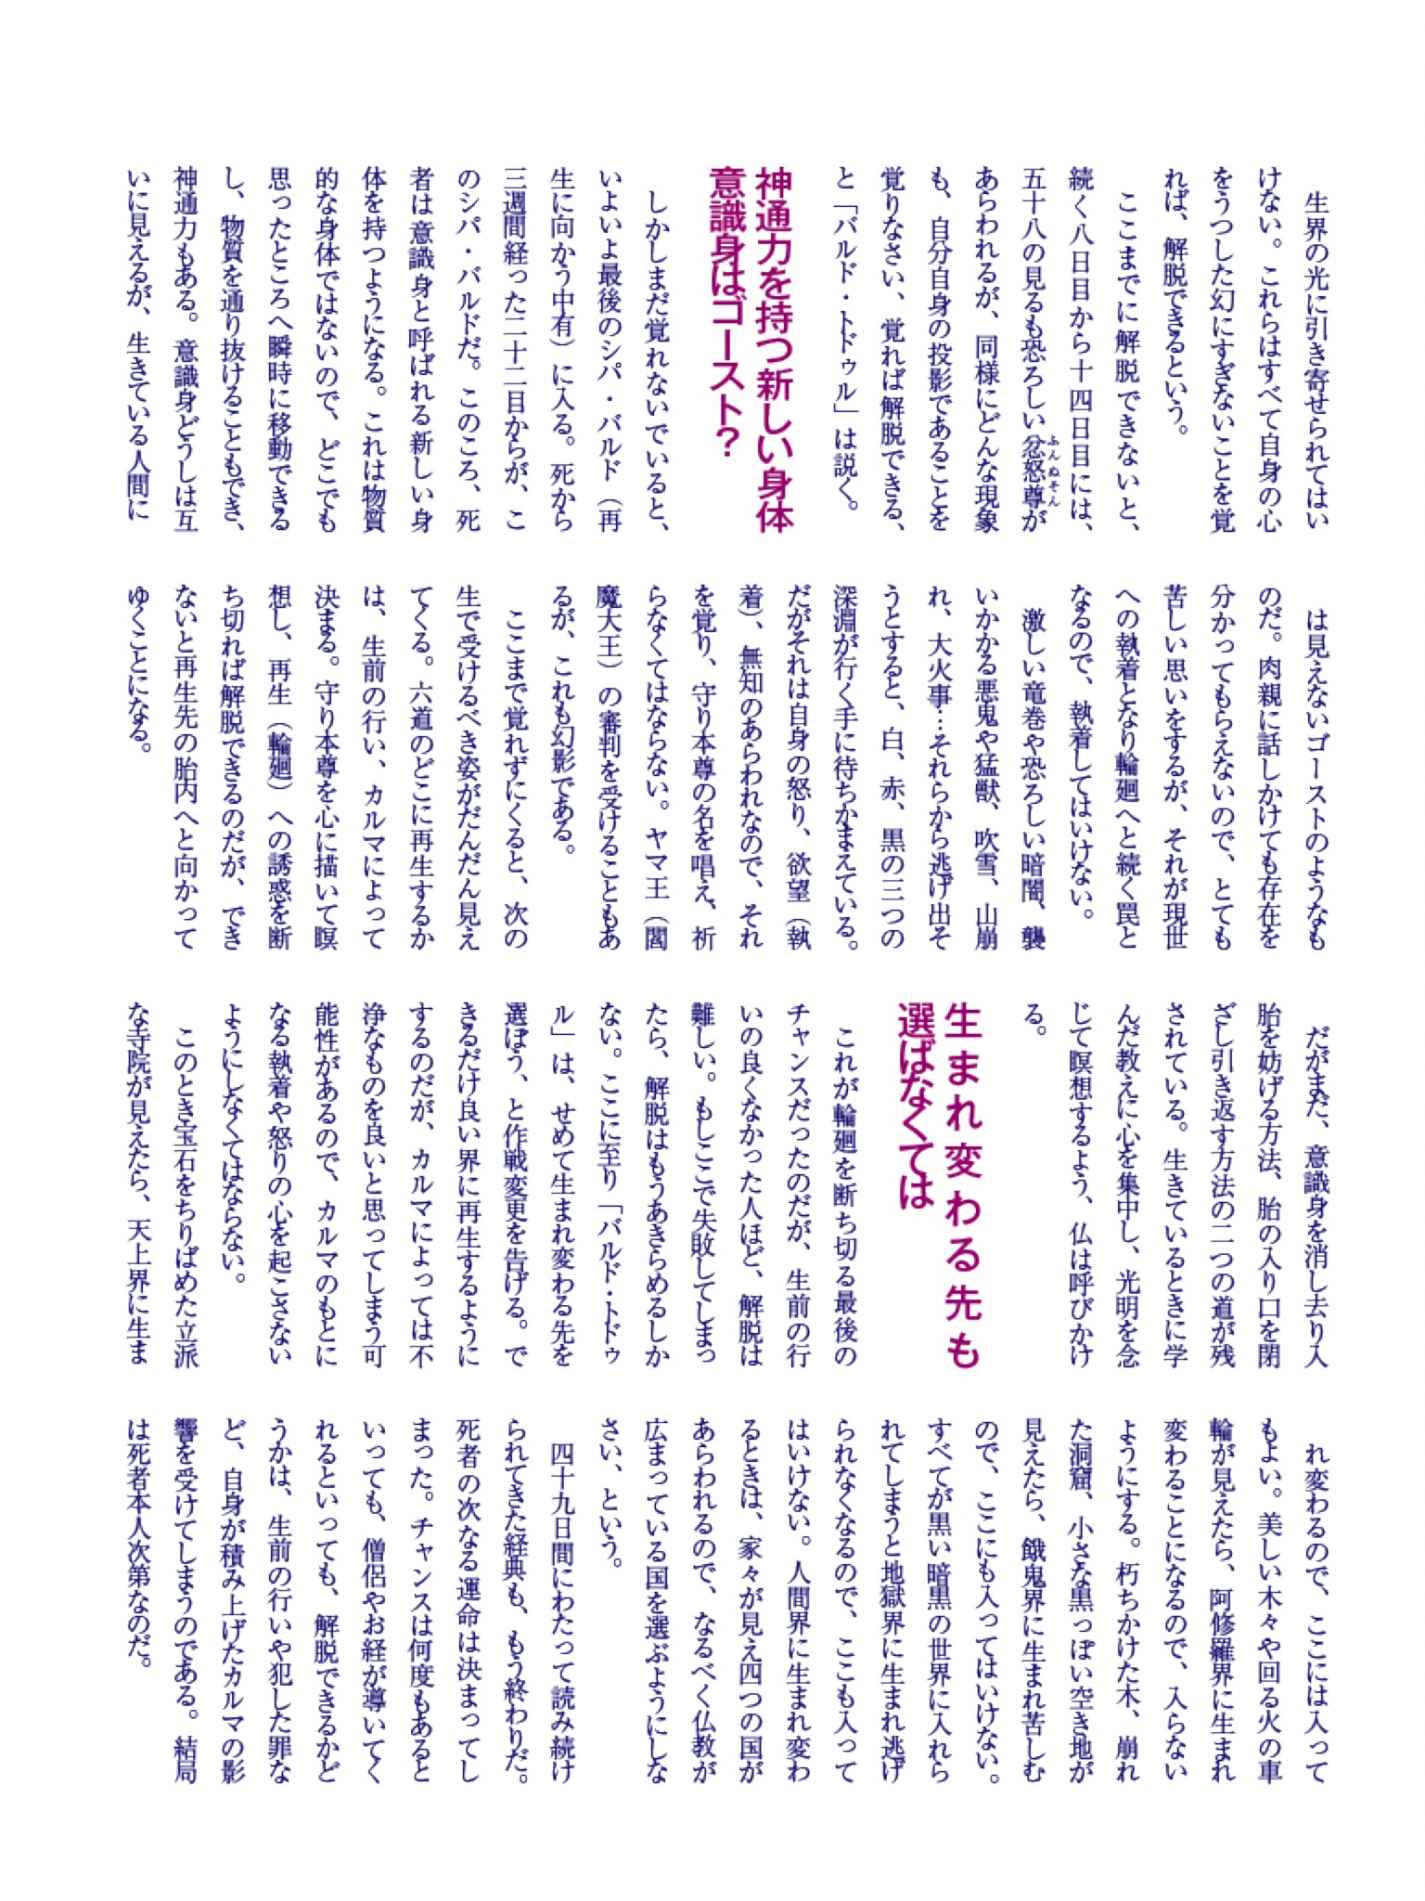 生界の光に引き寄せられてはい
けない。これらはすべて自身の心
をうつした幻にすぎないことを覚
れば、解脱できるという。
ここまでに解脱できないと、
続く八日目から十四日目には、
五十八の見るも恐ろしい忿怒尊が
ふんぬそん
あらわれるが、同様にどんな現象
も、自分自身の投影であることを
覚りなさい、覚れば解脱できる、
と「バルド・トドゥル」は説く。
神通力を持つ新しい身体
意識身はゴースト?
しかしまだ覚れないでいると、
いよいよ最後のシパ・バルド（再
生に向かう中有）に入る。死から
三週間経った二十二目からが、こ
のシパ・バルドだ。このころ、死
者は意識身と呼ばれる新しい身
体を持つようになる。これは物質
的な身体ではないので、どこでも
思ったところへ瞬時に移動できる
し、物質を通り抜けることもでき、
神通力もある。意識身どうしは互
いに見えるが、生きている人間に
は見えないゴーストのようなも
のだ。肉親に話しかけても存在を
分かってもらえないので、とても
苦しい思いをするが、それが現世
への執着となり輪廻へと続く罠と
なるので、執着してはいけない。
激しい竜巻や恐ろしい暗闇、襲
いかかる悪鬼や猛獣、吹雪、山崩
れ、大火事…それらから逃げ出そ
うとすると、白、赤、黒の三つの
深淵が行く手に待ちかまえている。
だがそれは自身の怒り、欲望（執
着）、無知のあらわれなので、それ
を覚り、守り本尊の名を唱え、祈
らなくてはならない。ヤマ王（閻
魔大王）の審判を受けることもあ
るが、これも幻影である。
ここまで覚れずにくると、次の
生で受けるべき姿がだんだん見え
てくる。六道のどこに再生するか
は、生前の行い、カルマによって
決まる。守り本尊を心に描いて瞑
想し、再生（輪廻）への誘惑を断
ち切れば解脱できるのだが、でき
ないと再生先の胎内へと向かって
ゆくことになる。
だがまだ、意識身を消し去り入
胎を妨げる方法、胎の入り口を閉
ざし引き返す方法の二つの道が残
されている。生きているときに学
んだ教えに心を集中し、光明を念
じて瞑想するよう、仏は呼びかけ
る。
生まれ変わる先も
選ばなくては
これが輪廻を断ち切る最後の
チャンスだったのだが、生前の行
いの良くなかった人ほど、解脱は
難しい。もしここで失敗してしまっ
たら、解脱はもうあきらめるしか
ない。ここに至り「バルド・トドゥ
ル」は、せめて生まれ変わる先を
選ぼう、と作戦変更を告げる。で
きるだけ良い界に再生するように
するのだが、カルマによっては不
浄なものを良いと思ってしまう可
能性があるので、カルマのもとに
なる執着や怒りの心を起こさない
ようにしなくてはならない。
このとき宝石をちりばめた立派
な寺院が見えたら、天上界に生ま
れ変わるので、ここには入って
もよい。美しい木々や回る火の車
輪が見えたら、阿修羅界に生まれ
変わることになるので、入らない
ようにする。朽ちかけた木、崩れ
た洞窟、小さな黒っぽい空き地が
見えたら、餓鬼界に生まれ苦しむ
ので、ここにも入ってはいけない。
すべてが黒い暗黒の世界に入れら
れてしまうと地獄界に生まれ逃げ
られなくなるので、ここも入って
はいけない。人間界に生まれ変わ
るときは、家々が見え四つの国が
あらわれるので、なるべく仏教が
広まっている国を選ぶようにしな
さい、という。
四十九日間にわたって読み続け
られてきた経典も、もう終わりだ。
死者の次なる運命は決まってし
まった。チャンスは何度もあると
いっても、僧侶やお経が導いてく
れるといっても、解脱できるかど
うかは、生前の行いや犯した罪な
ど、自身が積み上げたカルマの影
響を受けてしまうのである。結局
は死者本人次第なのだ。